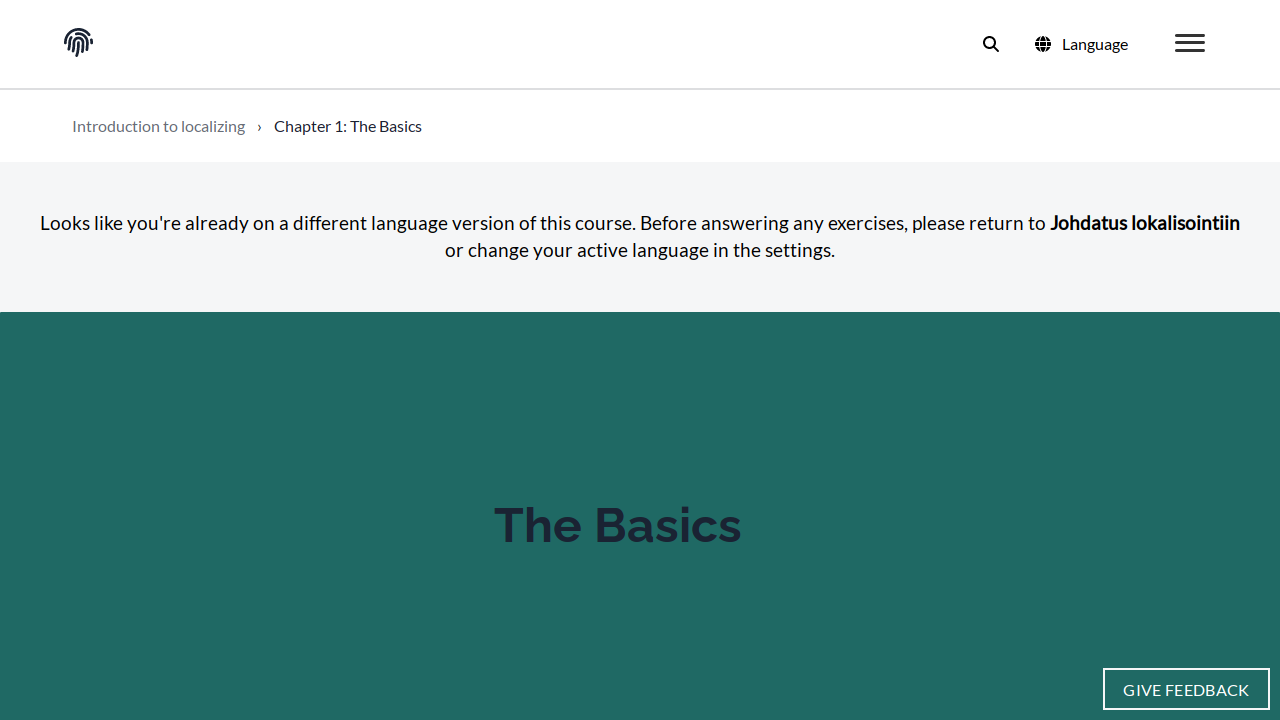 Language
Introduction to localizing › Chapter 1: The Basics
Looks like you're already on a different language version of this course. Before answering any exercises, please return to Johdatus lokalisointiin
or change your active language in the settings.
The Basics
GIVE FEEDBACK